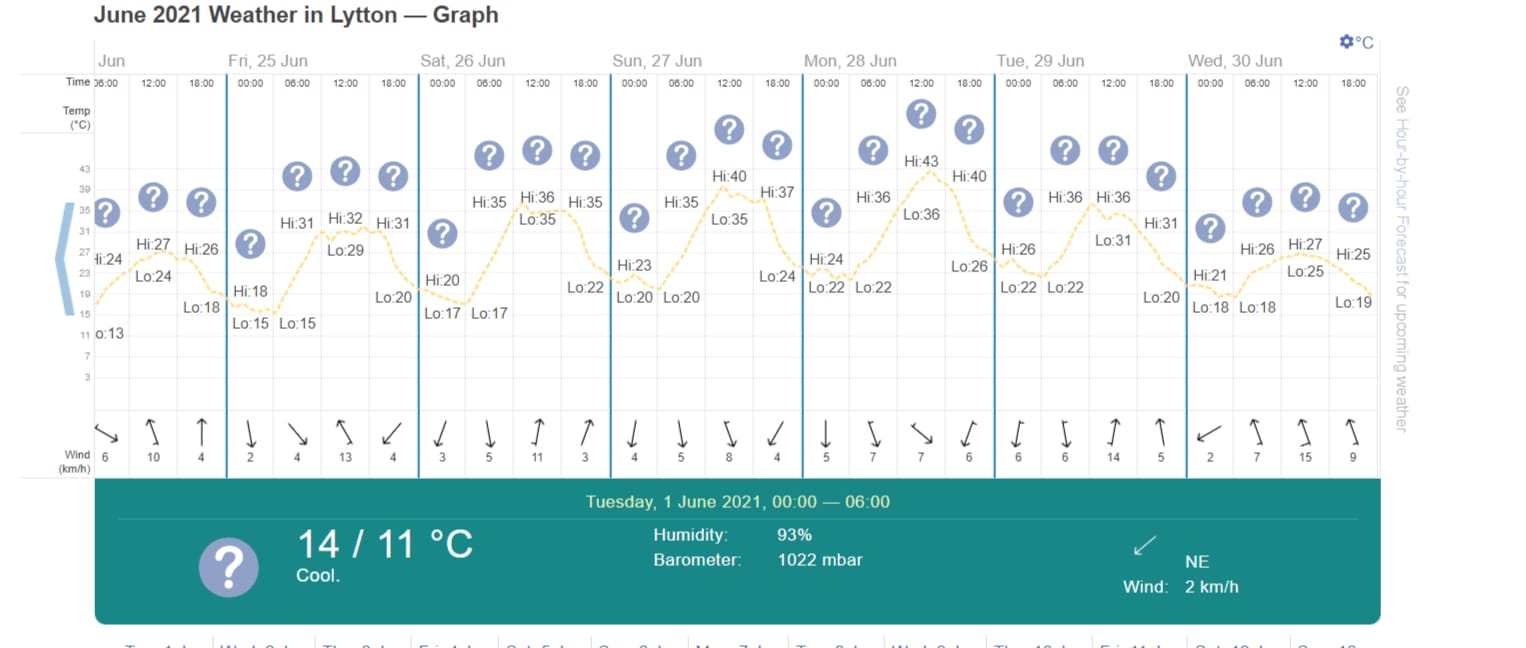 June 2021 Weather in Lytton — Graph
°C
Jun Fri, 25 Jun Sat, 26 Jun Sun, 27 Jun Mon, 28 Jun Tue, 29 Jun Wed, 30 Jun
Time 06:00 12:00 18:00 00:00 06:00 12:00 18:00 00:00 06:00 12:00 18:00 00:00 06:00 12:00 18:00 00:00 06:00 12:00 18:00 00:00 06:00 12:00 18:00 00:00 06:00 12:00 18:00
Temp
(°C)
43
39
35
31
27
23
19
15
11
7
3
Hi:24 Hi:27 Hi:26 Hi:18 Hi:31 Hi:32 Hi:31 Hi:20 Hi:35 Hi:36 Hi:35 Hi:23 Hi:35 Hi:40 Hi:37 Hi:24 Hi:36 Hi:43 Hi:40 Hi:26 Hi:36 Hi:36 Hi:31 Hi:21 Hi:26 Hi:27 Hi:25
o:13 Lo:24 Lo:18 Lo:15 Lo:15 Lo:29 Lo:20 Lo:17 Lo:17 Lo:35 Lo:22 Lo:20 Lo:20 Lo:35 Lo:24 Lo:22 Lo:22 Lo:36 Lo:26 Lo:22 Lo:22 Lo:31 Lo:20 Lo:18 Lo:18 Lo:25 Lo:19
Wind
(km/h)
6 10 4 2 4 13 4 3 5 11 3 4 5 8 4 5 7 7 6 6 6 14 5 2 7 15 9
See Hour-by-hour Forecast for upcoming weather
Tuesday, 1 June 2021, 00:00 — 06:00
14 / 11 °C
Cool.
Humidity: 93%
Barometer: 1022 mbar
NE
Wind: 2 km/h